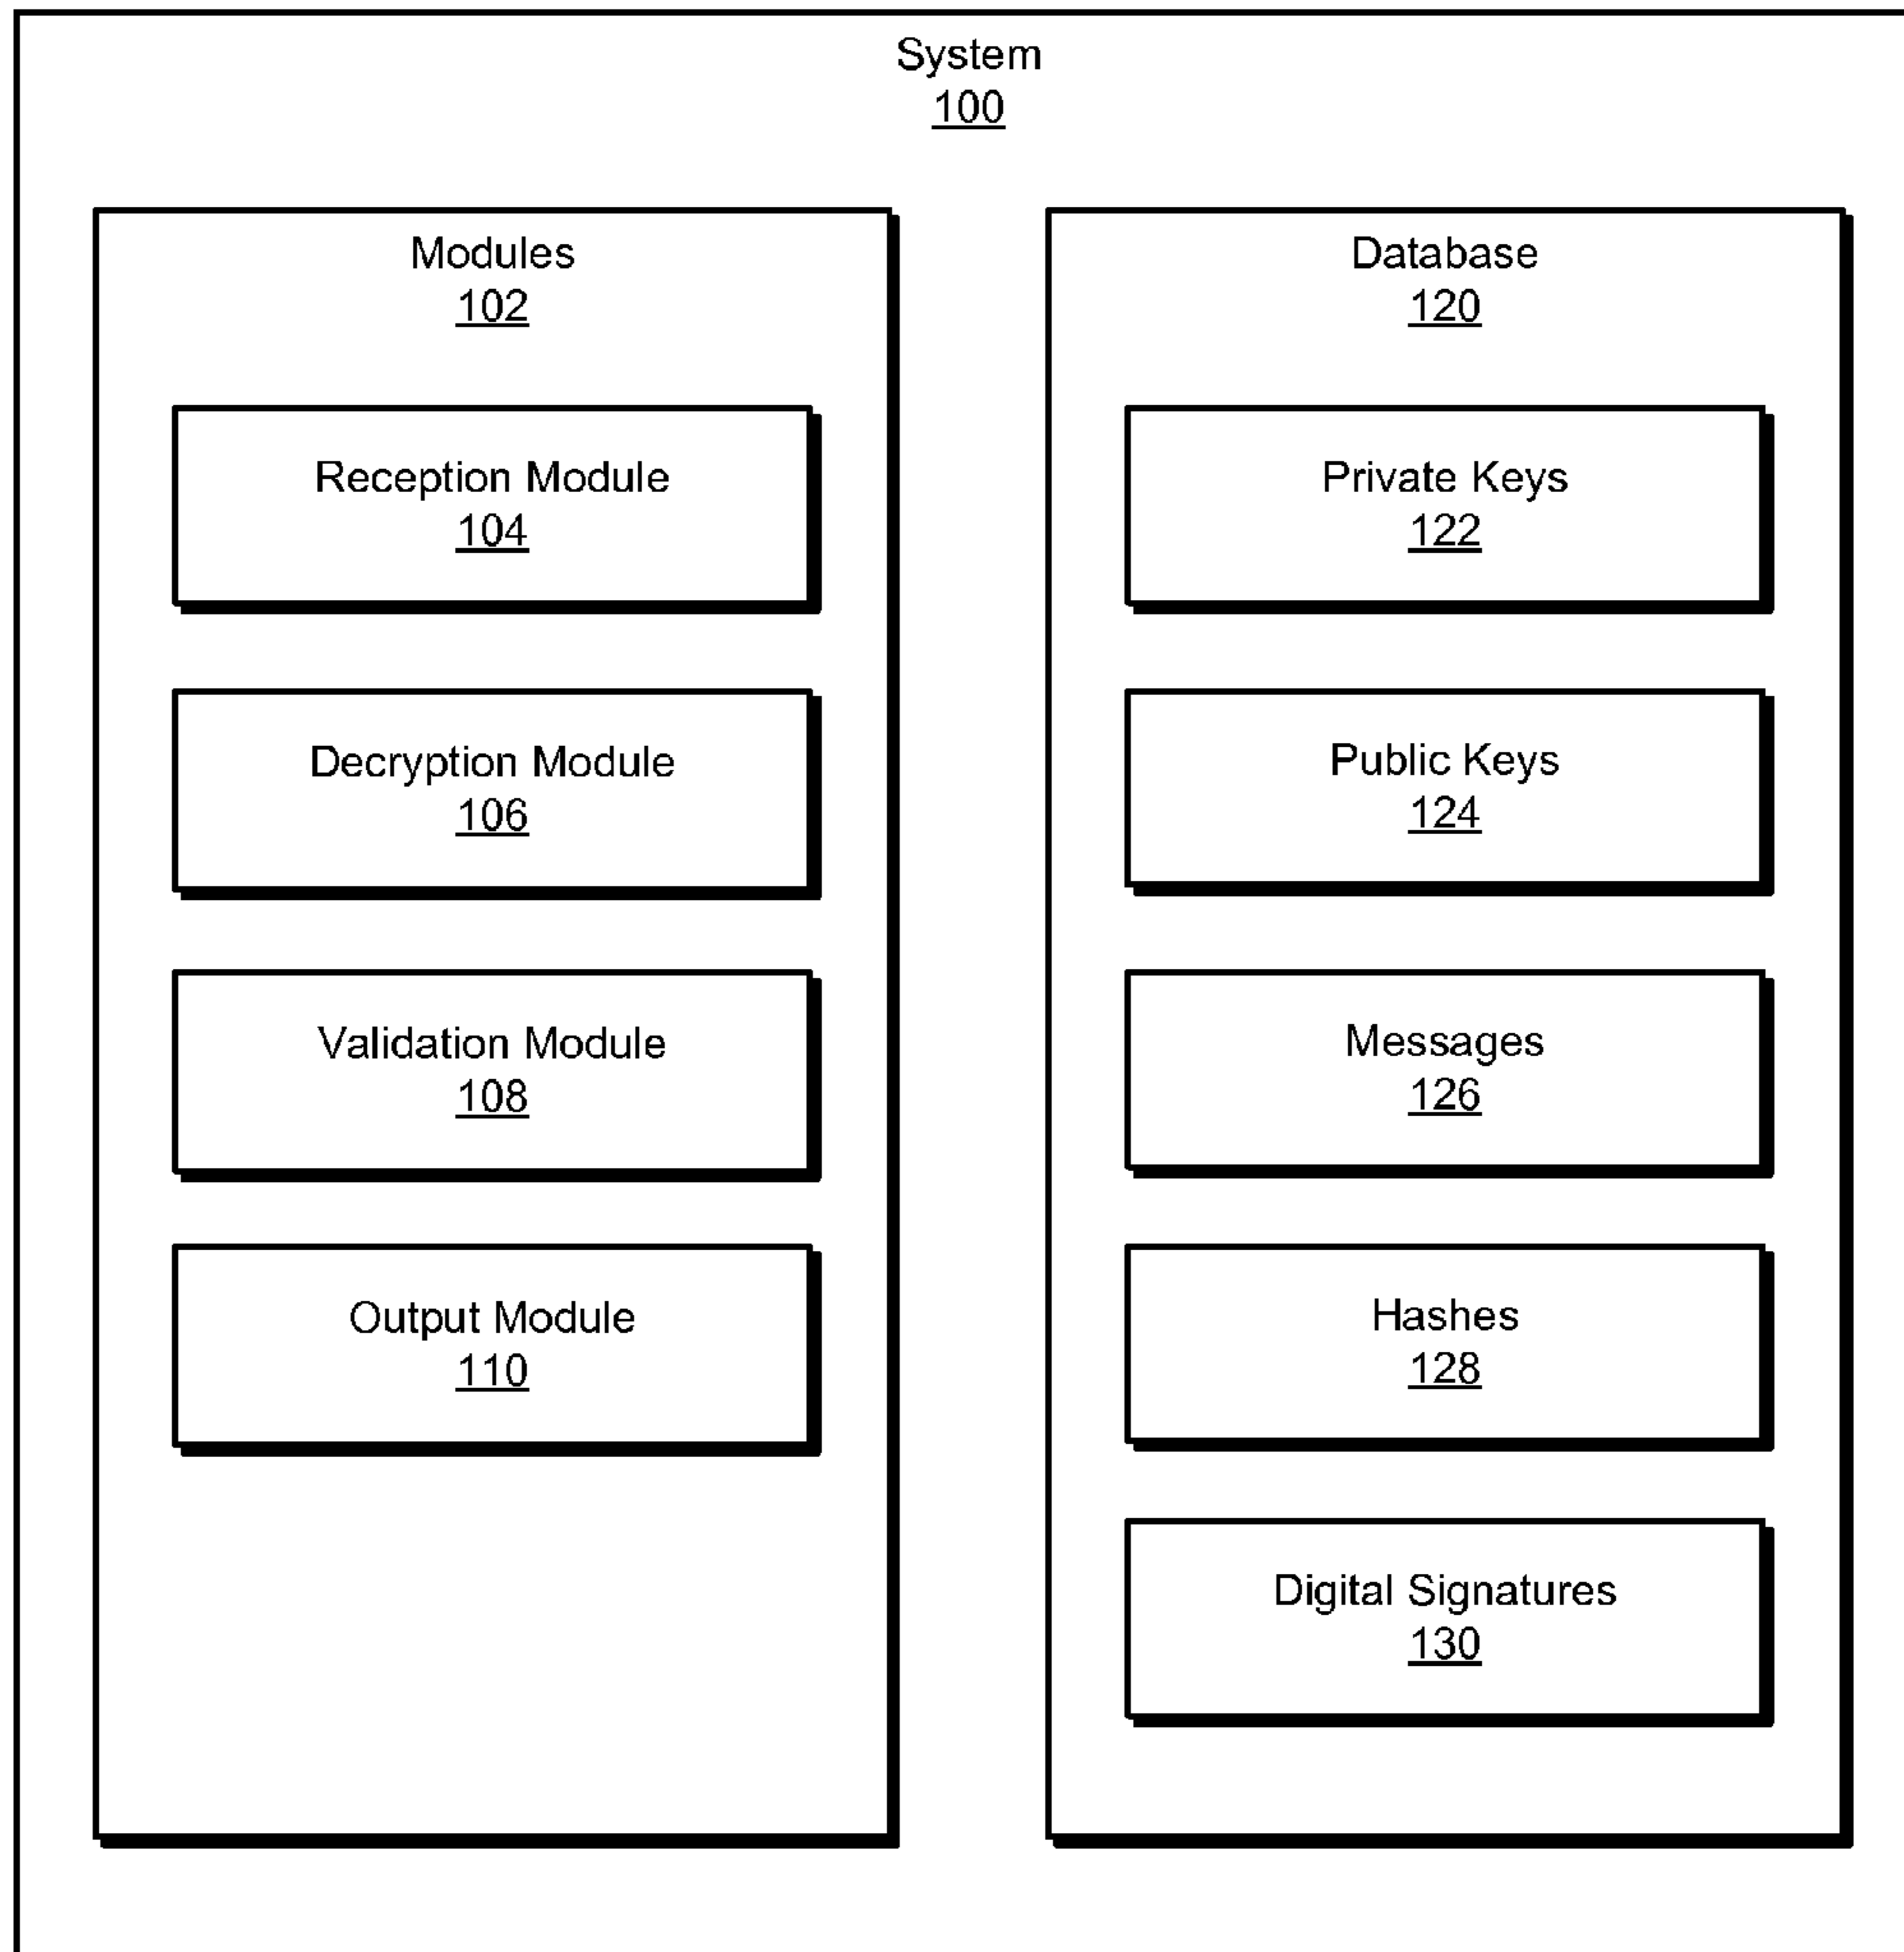 System
100
Modules
102
Reception Module
104
Decryption Module
106
Validation Module
108
Output Module
110
Database
120
Private Keys
122
Public Keys
124
Messages
126
Hashes
128
Digital Signatures
130